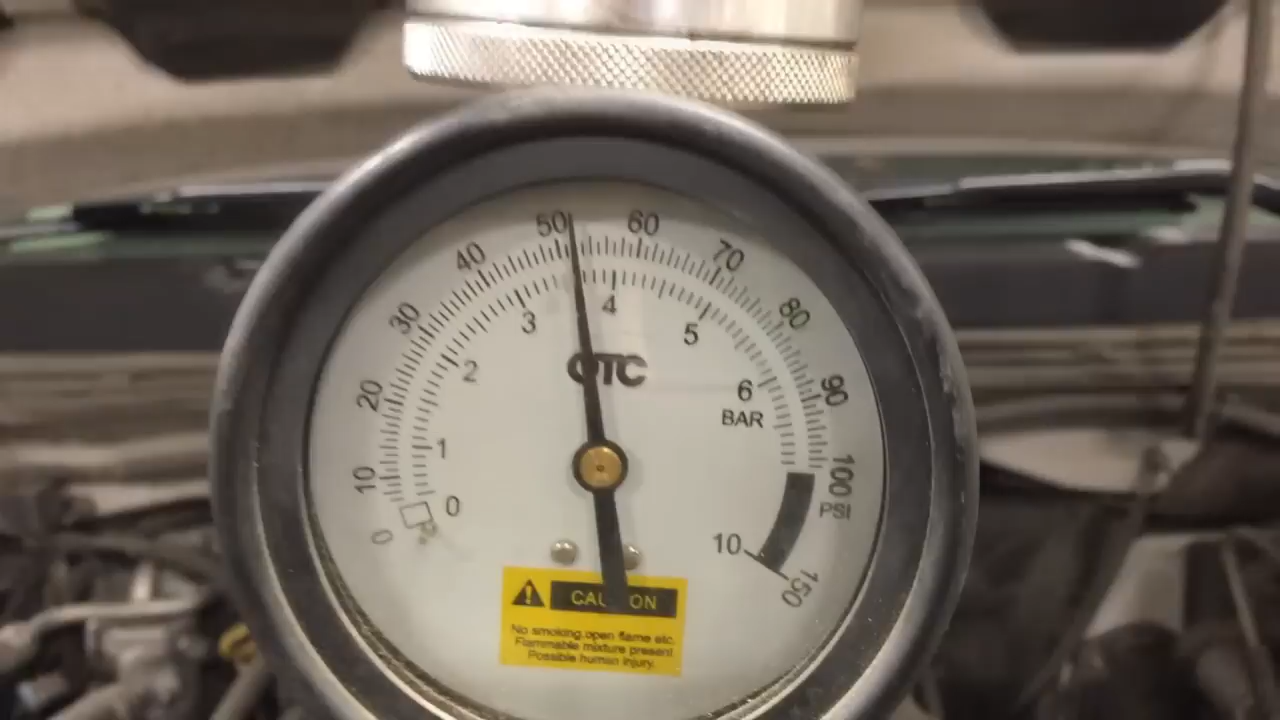 50 60
40 70
30 80
3 4 5
20 2 OTC 6 90
BAR
10 1 100
0 0 PSI
10 150
CAUTION
No smoking,open flame etc.
Flammable mixture present
Possible human injury.